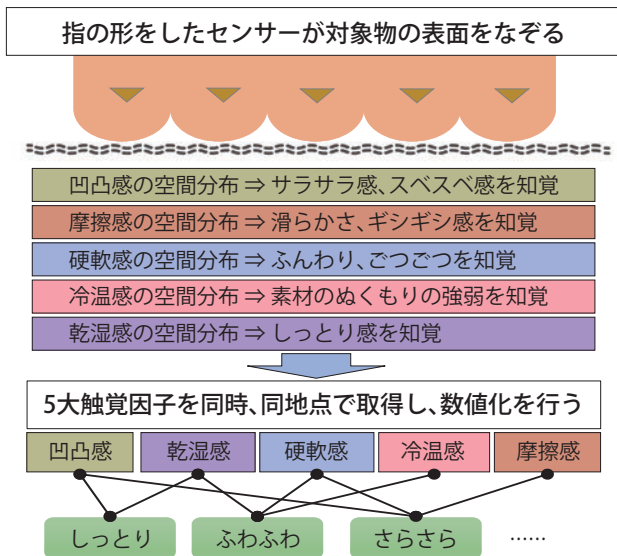 指の形をしたセンサーが対象物の表面をなぞる
凹凸感の空間分布 ⇒ サラサラ感、スベスベ感を知覚
摩擦感の空間分布 ⇒ 滑らかさ、ギシギシ感を知覚
硬軟感の空間分布 ⇒ ふんわり、ごつごつを知覚
冷温感の空間分布 ⇒ 素材のぬくもりの強弱を知覚
乾湿感の空間分布 ⇒ しっとり感を知覚
5大触覚因子を同時、同地点で取得し、数値化を行う
凹凸感 乾湿感 硬軟感 冷温感 摩擦感
しっとり ふわふわ さらさら ……